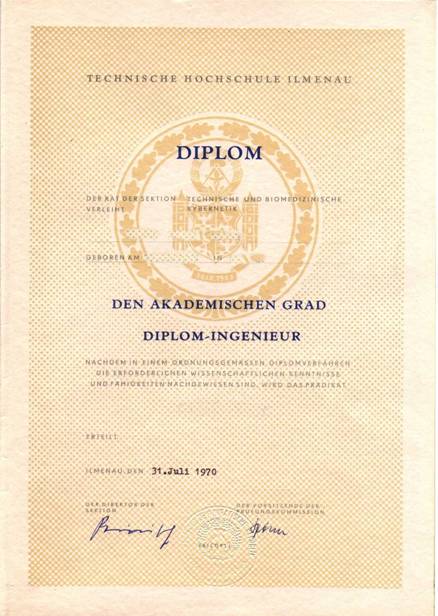 TECHNISCHE HOCHSCHULE ILMENAU
DIPLOM
DER RAT DER SEKTION TECHNISCHE UND BIOMEDIZINISCHE
VERLEIHT KYBERNETIK
GEBOREN AM IN
DEN AKADEMISCHEN GRAD
DIPLOM-INGENIEUR
NACHDEM IN EINEM ORDNUNGSGEMÄSSEN DIPLOMVERFAHREN
DIE ERFORDERLICHEN WISSENSCHAFTLICHEN KENNTNISSE
UND FÄHIGKEITEN NACHGEWIESEN SIND, WIRD DAS PRÄDIKAT
ERTEILT.
ILMENAU, DEN 31.Juli 1970
DER DIREKTOR DER DER VORSITZENDE DER
SEKTION PRÜFUNGSKOMMISSION